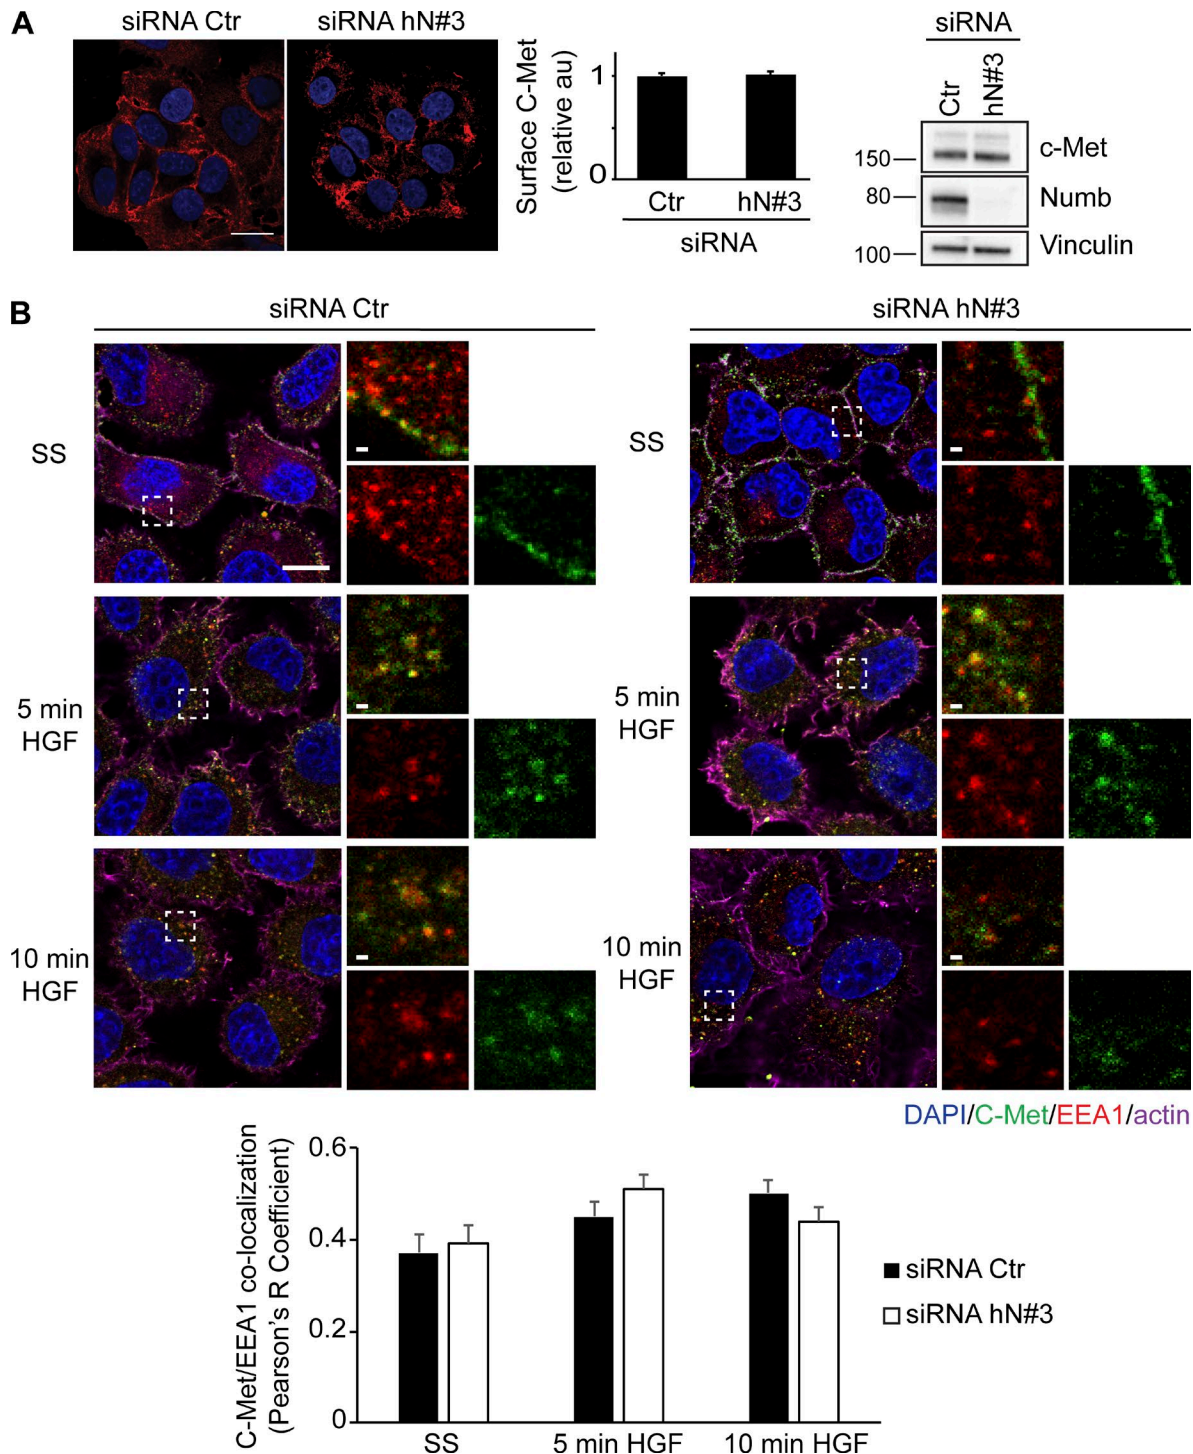 A
siRNA Ctr
siRNA hN#3
Surface C-Met
(relative au)
1
0
Ctr
hN#3
siRNA
siRNA
Ctr
hN#3
150
c-Met
80
Numb
100
Vinculin
B
siRNA Ctr
siRNA hN#3
SS
SS
5 min
HGF
5 min
HGF
10 min
HGF
10 min
HGF
DAPI/C-Met/EEA1/actin
C-Met/EEA1 co-localization
(Pearson's R Coefficient)
0.6
0.4
0.2
0
SS
5 min HGF
10 min HGF
siRNA Ctr
siRNA hN#3